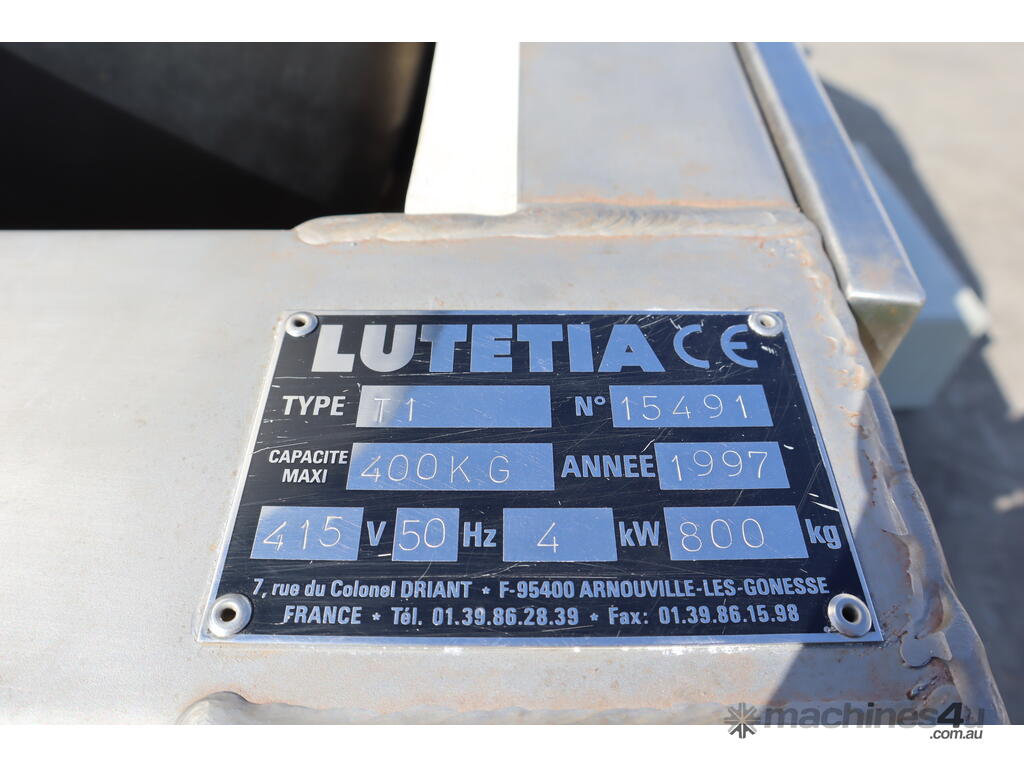 LUTETIA CE
TYPE T1 N° 15491
CAPACITE MAXI 400KG ANNEE 1997
415 V 50 Hz 4 kW 800 kg
7, rue du Colonel DRIANT * F-95400 ARNOUVILLE-LES-GONESSE
FRANCE * Tél. 01.39.86.28.39 * Fax: 01.39.86.15.98
machines4u
.com.au